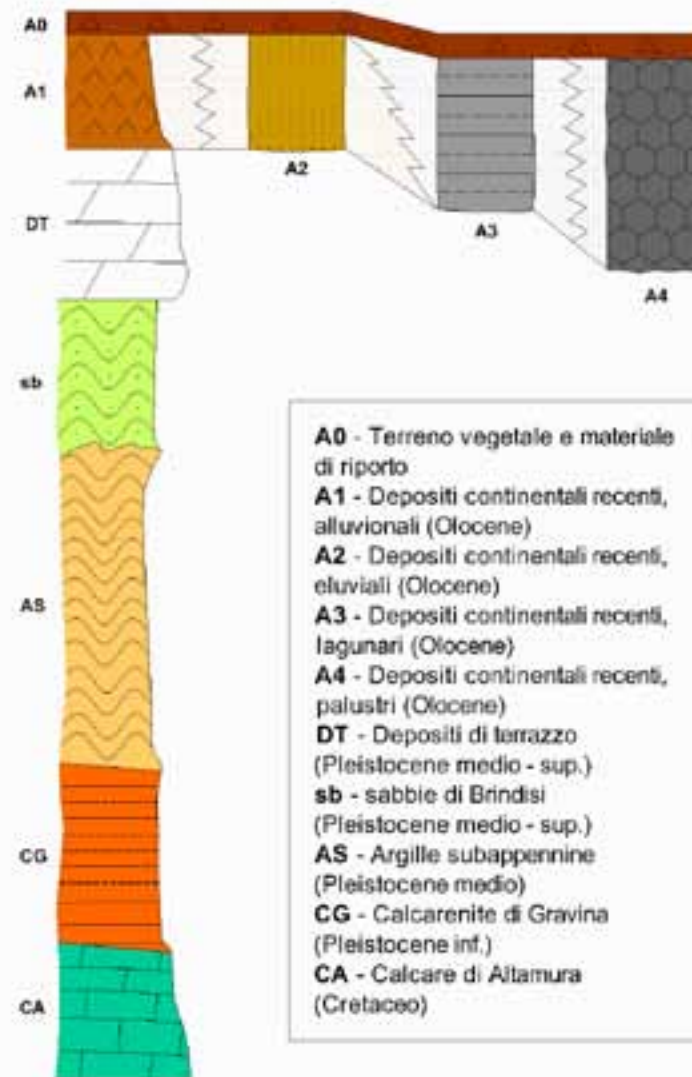 A0
A1
A2
A3
A4
DT
sb
AS
CG
CA
A0 - Terreno vegetale e materiale
di riporto
A1 - Depositi continentali recenti,
alluvionali (Olocene)
A2 - Depositi continentali recenti,
eluviali (Olocene)
A3 - Depositi continentali recenti,
lagunari (Olocene)
A4 - Depositi continentali recenti,
palustri (Olocene)
DT - Depositi di terrazzo
(Pleistocene medio - sup.)
sb - sabbie di Brindisi
(Pleistocene medio - sup.)
AS - Argille subappennine
(Pleistocene medio)
CG - Calcarenite di Gravina
(Pleistocene inf.)
CA - Calcare di Altamura
(Cretaceo)